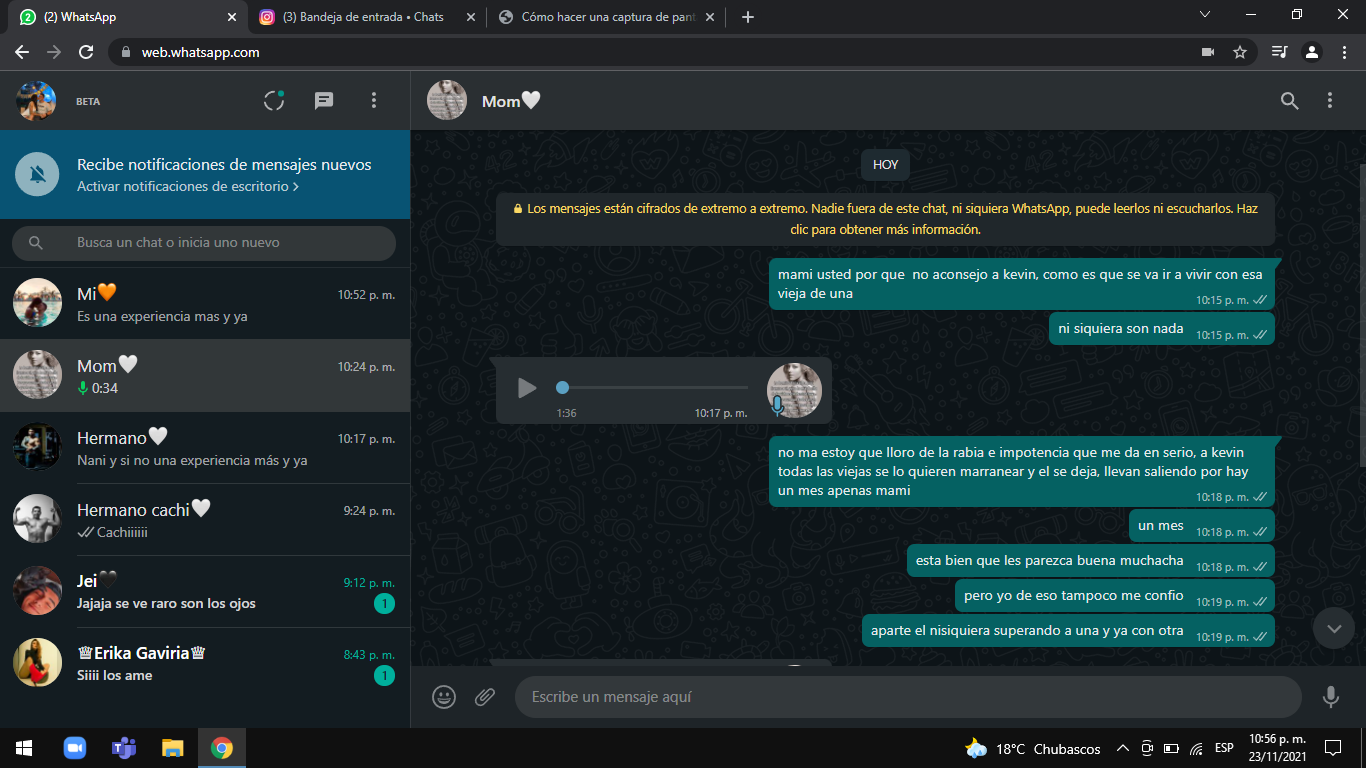 (2) WhatsApp
(3) Bandeja de entrada • Chats
Cómo hacer una captura de pant
web.whatsapp.com
BETA
Recibe notificaciones de mensajes nuevos
Activar notificaciones de escritorio >
Busca un chat o inicia uno nuevo
Mi🧡
10:52 p. m.
Es una experiencia mas y ya
Mom🤍
10:24 p. m.
0:34
Hermano🤍
10:17 p. m.
Nani y si no una experiencia más y ya
Hermano cachi🤍
9:24 p. m.
Cachiiiiii
Jei🖤
9:12 p. m.
Jajaja se ve raro son los ojos
1
♕Erika Gaviria♕
8:43 p. m.
Siiii los ame
1
Mom🤍
HOY
Los mensajes están cifrados de extremo a extremo. Nadie fuera de este chat, ni siquiera WhatsApp, puede leerlos ni escucharlos. Haz
clic para obtener más información.
mami usted por que  no aconsejo a kevin, como es que se va ir a vivir con esa
vieja de una
10:15 p. m.
ni siquiera son nada
10:15 p. m.
1:36
10:17 p. m.
no ma estoy que lloro de la rabia e impotencia que me da en serio, a kevin
todas las viejas se lo quieren marranear y el se deja, llevan saliendo por hay
un mes apenas mami
10:18 p. m.
un mes
10:18 p. m.
esta bien que les parezca buena muchacha
10:18 p. m.
pero yo de eso tampoco me confio
10:19 p. m.
aparte el nisiquiera superando a una y ya con otra
10:19 p. m.
Escribe un mensaje aquí
18°C Chubascos
ESP
10:56 p. m.
23/11/2021